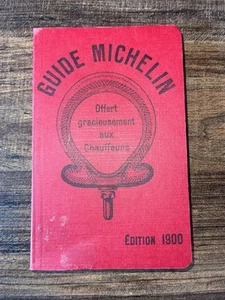 GUIDE MICHELIN
Offert
gracieusement
aux
Chauffeurs
ÉDITION 1900